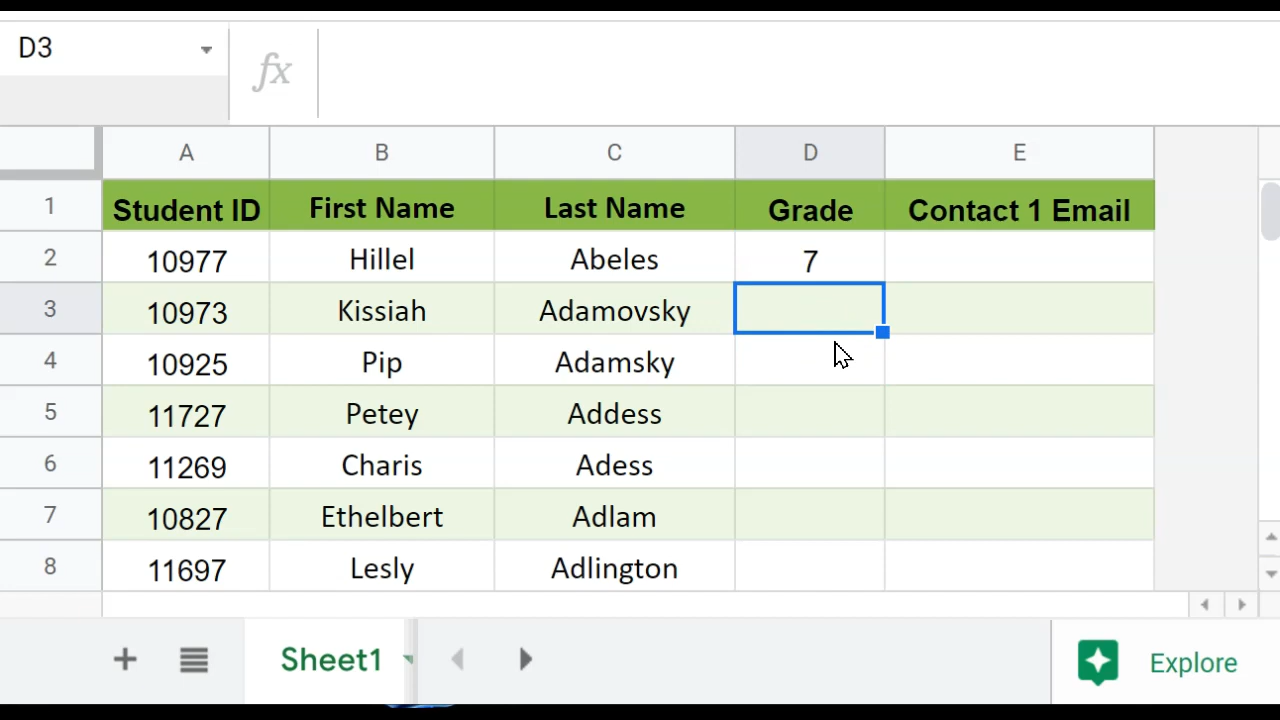 D3
fx
A B C D E
1 Student ID First Name Last Name Grade Contact 1 Email
2 10977 Hillel Abeles 7
3 10973 Kissiah Adamovsky
4 10925 Pip Adamsky
5 11727 Petey Addess
6 11269 Charis Adess
7 10827 Ethelbert Adlam
8 11697 Lesly Adlington
Sheet1 Explore